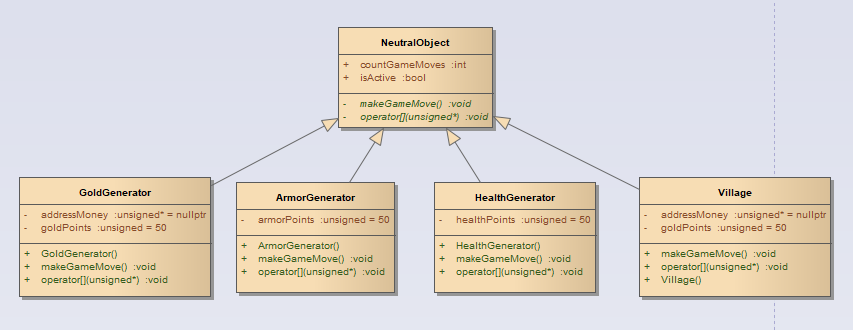 NeutralObject
+ countGameMoves :int
+ isActive :bool
- makeGameMove() :void
- operator[](unsigned*) :void
GoldGenerator
- addressMoney :unsigned* = nullptr
- goldPoints :unsigned = 50
+ GoldGenerator()
+ makeGameMove() :void
+ operator[](unsigned*) :void
ArmorGenerator
- armorPoints :unsigned = 50
+ ArmorGenerator()
+ makeGameMove() :void
+ operator[](unsigned*) :void
HealthGenerator
- healthPoints :unsigned = 50
+ HealthGenerator()
+ makeGameMove() :void
+ operator[](unsigned*) :void
Village
- addressMoney :unsigned* = nullptr
- goldPoints :unsigned = 50
+ makeGameMove() :void
+ operator[](unsigned*) :void
+ Village()